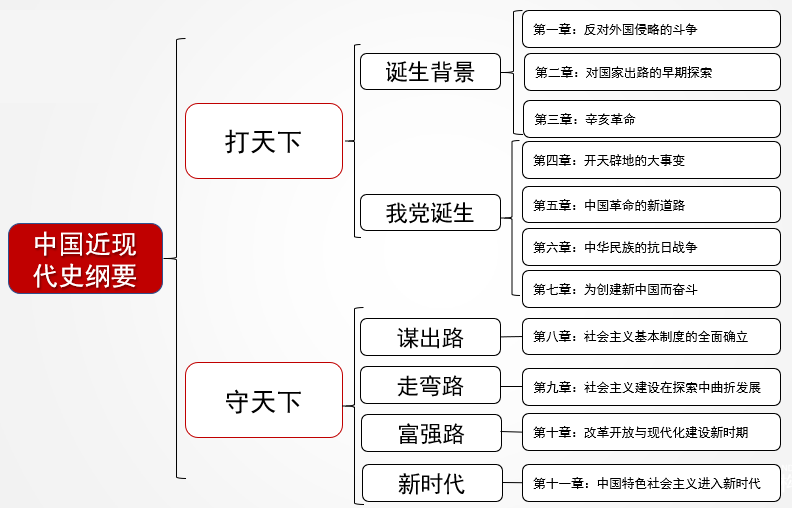 中国近现
代史纲要
打天下
诞生背景
第一章：反对外国侵略的斗争
第二章：对国家出路的早期探索
第三章：辛亥革命
我党诞生
第四章：开天辟地的大事变
第五章：中国革命的新道路
第六章：中华民族的抗日战争
第七章：为创建新中国而奋斗
守天下
谋出路
第八章：社会主义基本制度的全面确立
走弯路
第九章：社会主义建设在探索中曲折发展
富强路
第十章：改革开放与现代化建设新时期
新时代
第十一章：中国特色社会主义进入新时代